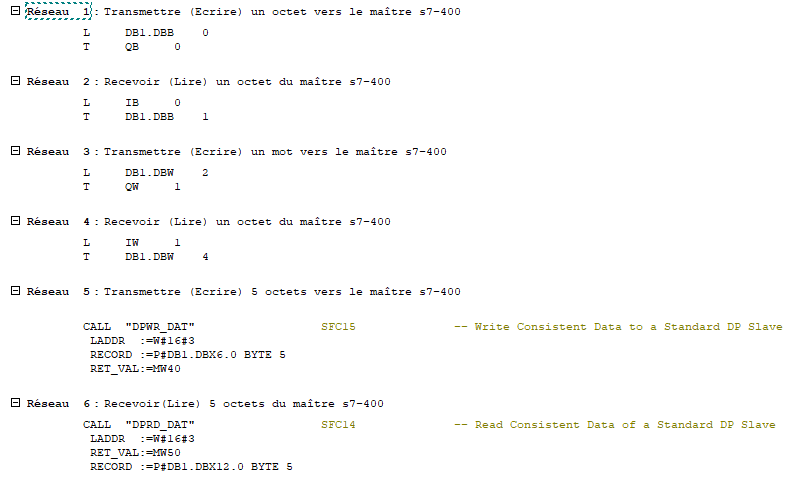 Réseau 1 : Transmettre (Ecrire) un octet vers le maître s7-400
L DB1.DBB 0
T QB 0
Réseau 2 : Recevoir (Lire) un octet du maître s7-400
L IB 0
T DB1.DBB 1
Réseau 3 : Transmettre (Ecrire) un mot vers le maître s7-400
L DB1.DBW 2
T QW 1
Réseau 4 : Recevoir (Lire) un octet du maître s7-400
L IW 1
T DB1.DBW 4
Réseau 5 : Transmettre (Ecrire) 5 octets vers le maître s7-400
CALL "DPWR_DAT" SFC15 -- Write Consistent Data to a Standard DP Slave
LADDR :=W#16#3
RECORD :=P#DB1.DBX6.0 BYTE 5
RET_VAL:=MW40
Réseau 6 : Recevoir(Lire) 5 octets du maître s7-400
CALL "DPRD_DAT" SFC14 -- Read Consistent Data of a Standard DP Slave
LADDR :=W#16#3
RET_VAL:=MW50
RECORD :=P#DB1.DBX12.0 BYTE 5